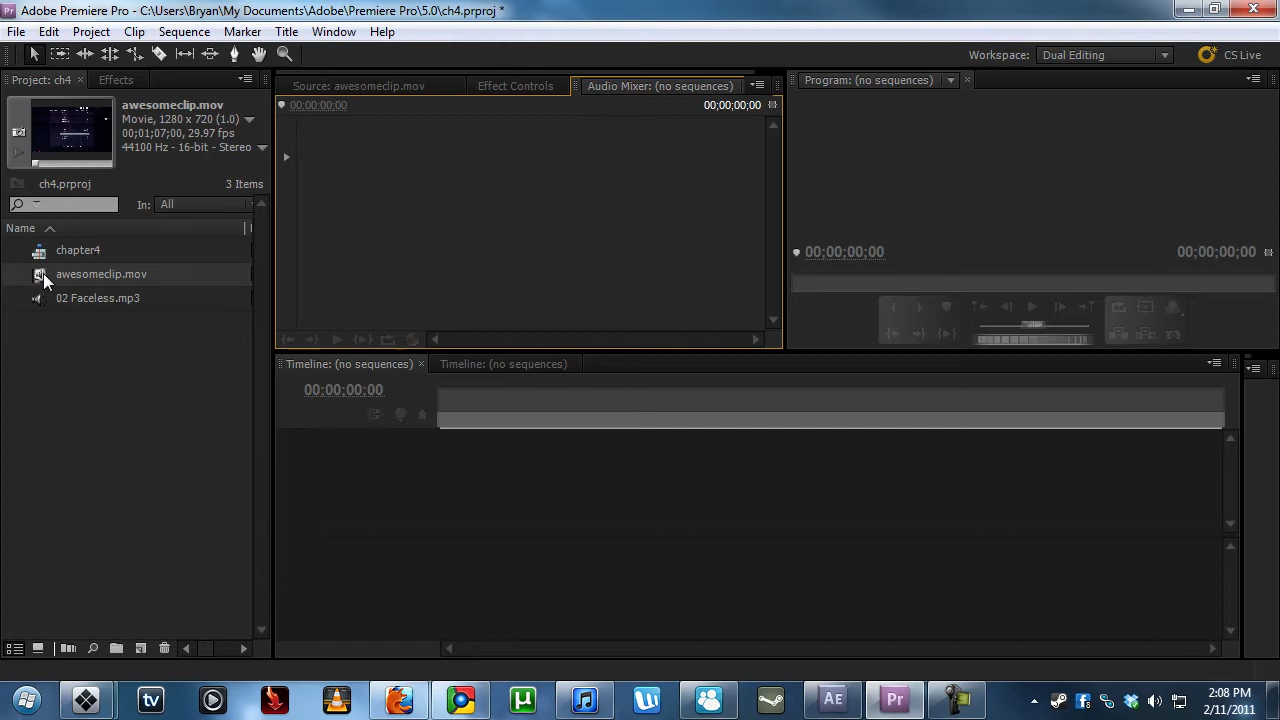 Adobe Premiere Pro - C:\Users\Bryan\My Documents\Adobe\Premiere Pro\5.0\ch4.prproj *
File Edit Project Clip Sequence Marker Title Window Help
Workspace: Dual Editing CS Live
Project: ch4 Effects
Source: awesomeclip.mov Effect Controls Audio Mixer: (no sequences)
Program: (no sequences)
awesomeclip.mov
Movie, 1280 x 720 (1.0)
00;01;07;00, 29.97 fps
44100 Hz - 16-bit - Stereo
00;00;00;00 00;00;00;00
ch4.prproj 3 Items
In: All
Name
chapter4
awesomeclip.mov
02 Faceless.mp3
00;00;00;00 00;00;00;00
Timeline: (no sequences) Timeline: (no sequences)
00;00;00;00
tv AE Pr
2:08 PM
2/11/2011